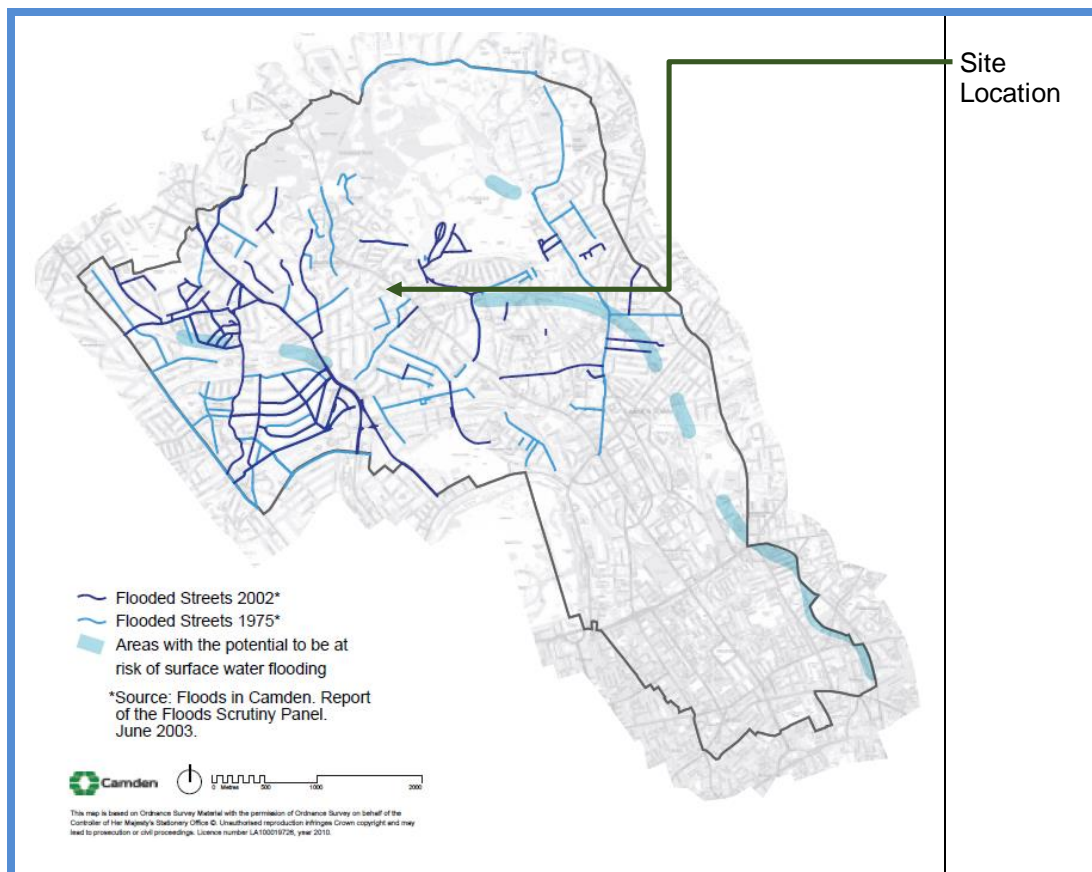 Site
Location
Flooded Streets 2002*
Flooded Streets 1975*
Areas with the potential to be at
risk of surface water flooding
*Source: Floods in Camden. Report
of the Floods Scrutiny Panel.
June 2003.
Camden
0 Metres 500 1000 2000
This map is based on Ordnance Survey Material with the permission of Ordnance Survey on behalf of the
Controller of Her Majesty's Stationery Office ©. Unauthorised reproduction infringes Crown copyright and may
lead to prosecution or civil proceedings. Licence number LA100019726, year 2010.